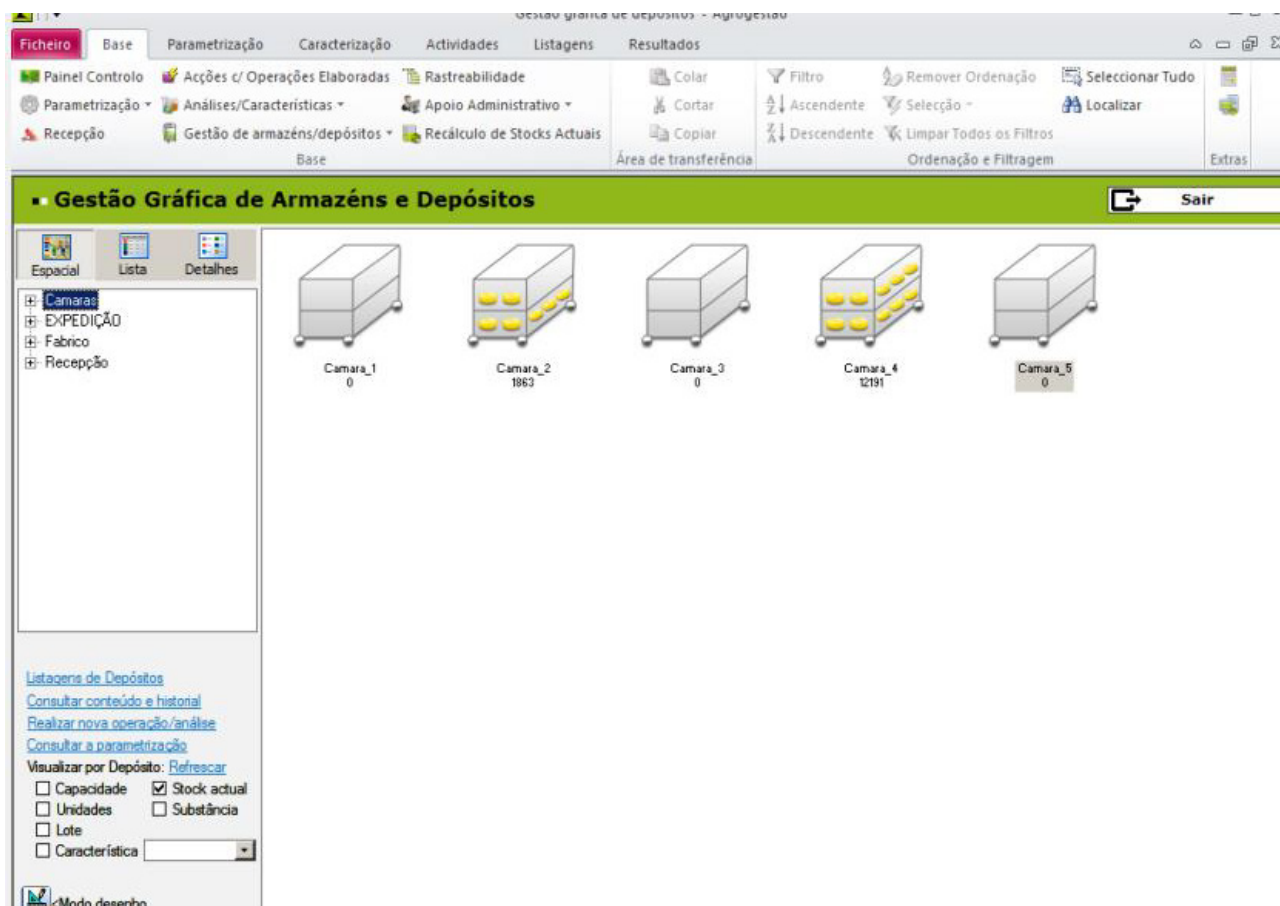 Gestão gráfica de depósitos - Agrogestão
Ficheiro Base Parametrização Caracterização Actividades Listagens Resultados
Painel Controlo Acções c/ Operações Elaboradas Rastreabilidade Colar Filtro Remover Ordenação Seleccionar Tudo
Parametrização Análises/Características Apoio Administrativo Cortar Ascendente Selecção Localizar
Recepção Gestão de armazéns/depósitos Recálculo de Stocks Actuais Copiar Descendente Limpar Todos os Filtros
Base Área de transferência Ordenação e Filtragem Extras
Gestão Gráfica de Armazéns e Depósitos Sair
Espacial Lista Detalhes
Camaras
EXPEDIÇÃO
Fabrico
Recepção
Camara_1 Camara_2 Camara_3 Camara_4 Camara_5
0 1863 0 12191 0
Listagens de Depósitos
Consultar conteúdo e historial
Realizar nova operação/análise
Consultar a parametrização
Visualizar por Depósito: Refrescar
Capacidade Stock actual
Unidades Substância
Lote
Característica
<Modo desenho